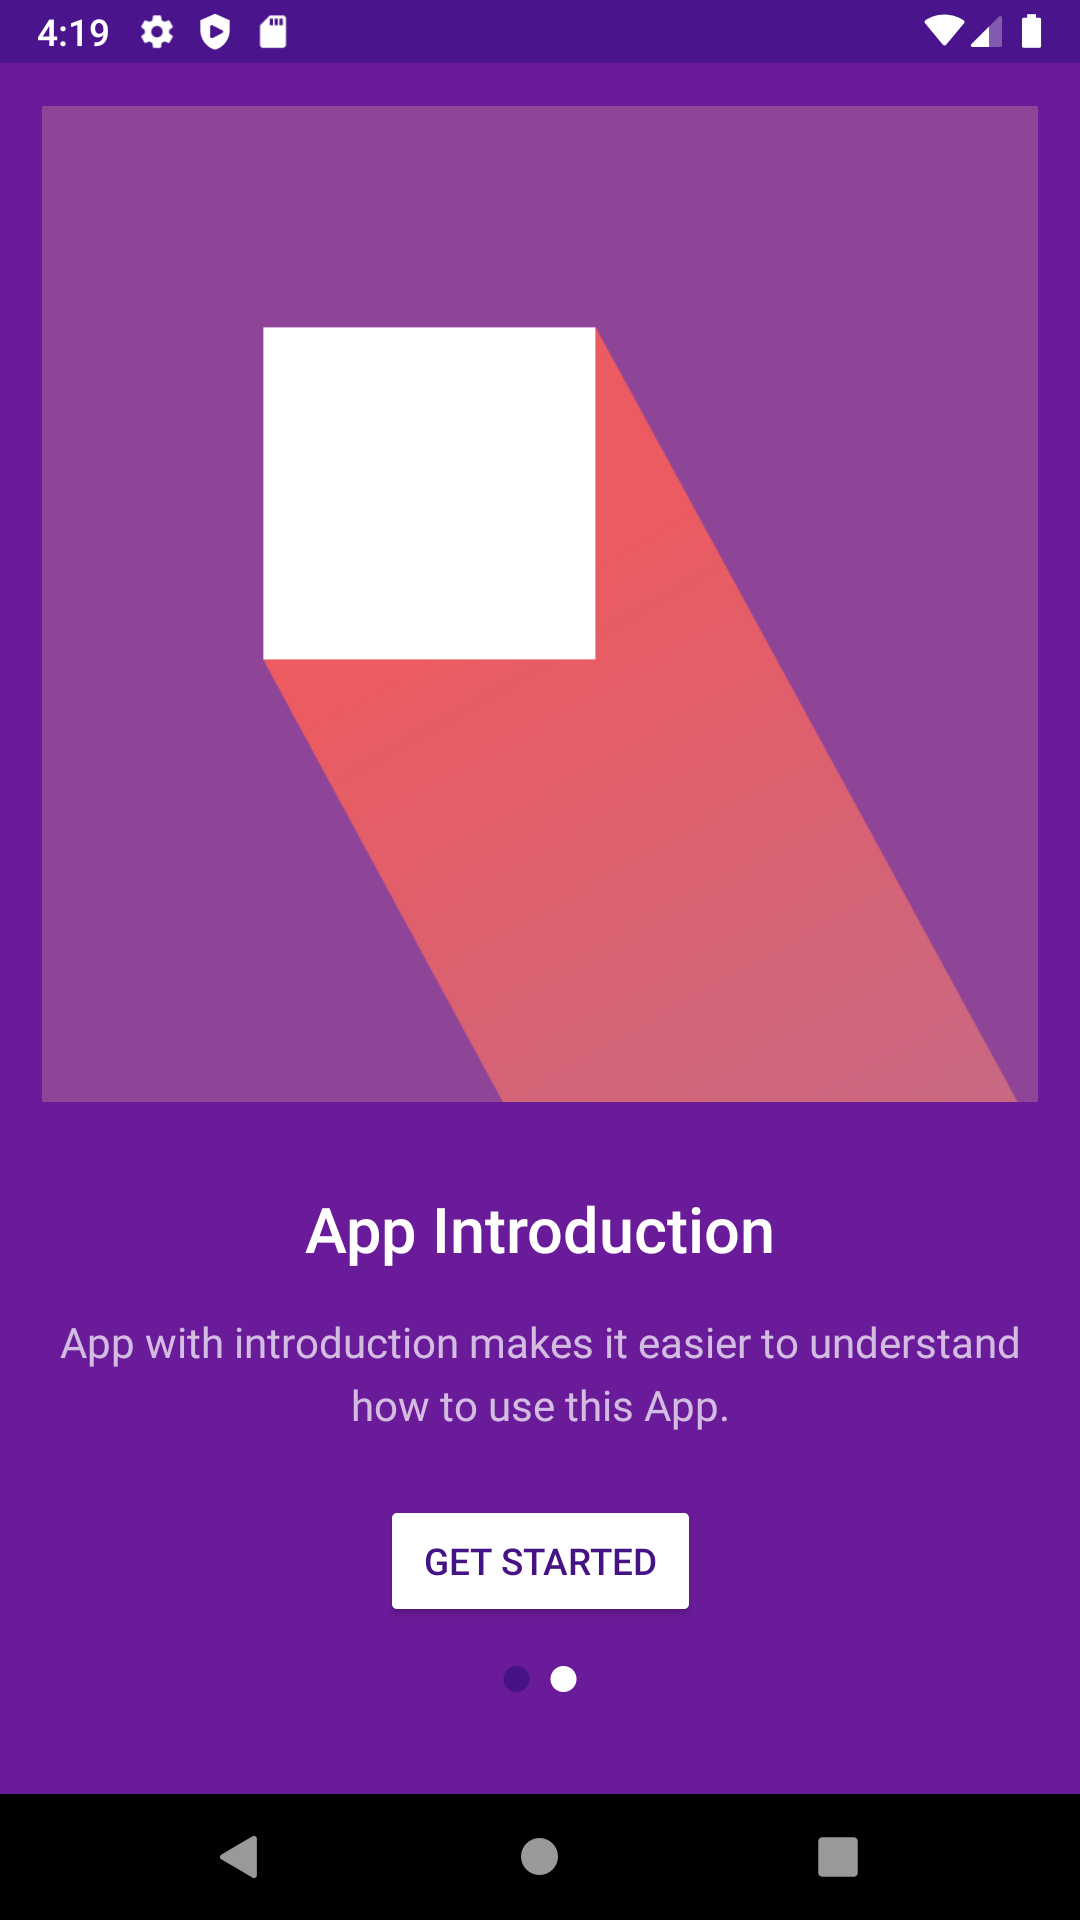 4:19
App Introduction
App with introduction makes it easier to understand
how to use this App.
GET STARTED